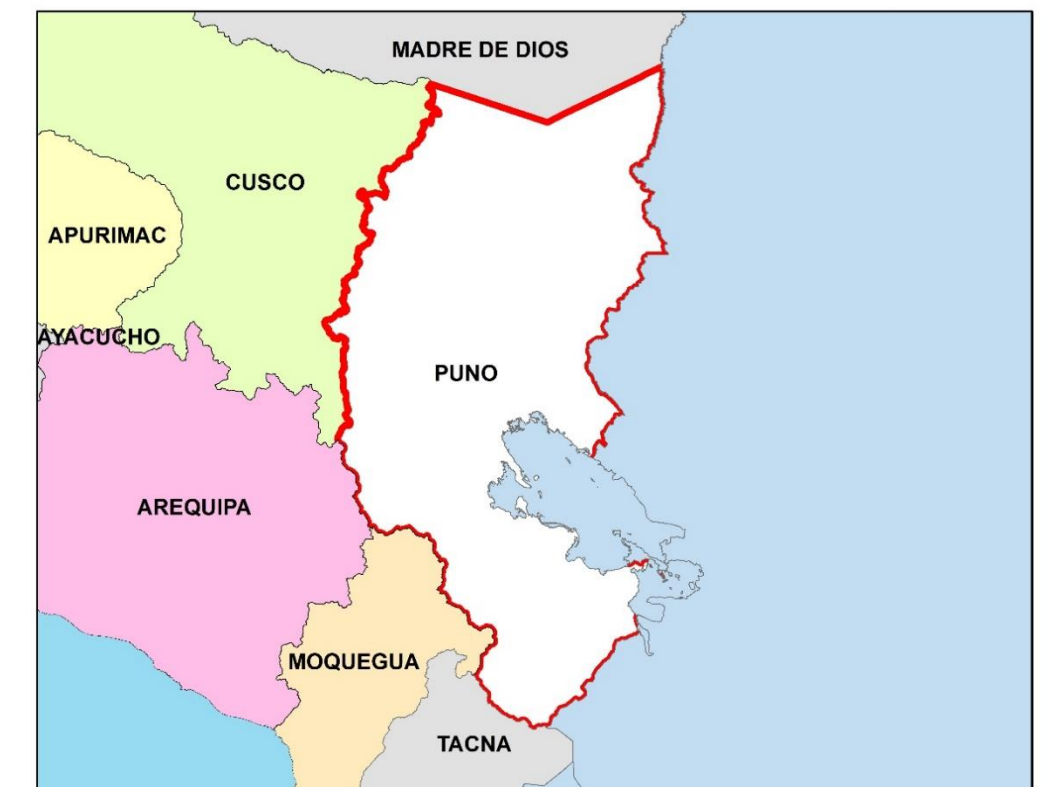 MADRE DE DIOS
CUSCO
APURIMAC
AYACUCHO
PUNO
AREQUIPA
MOQUEGUA
TACNA